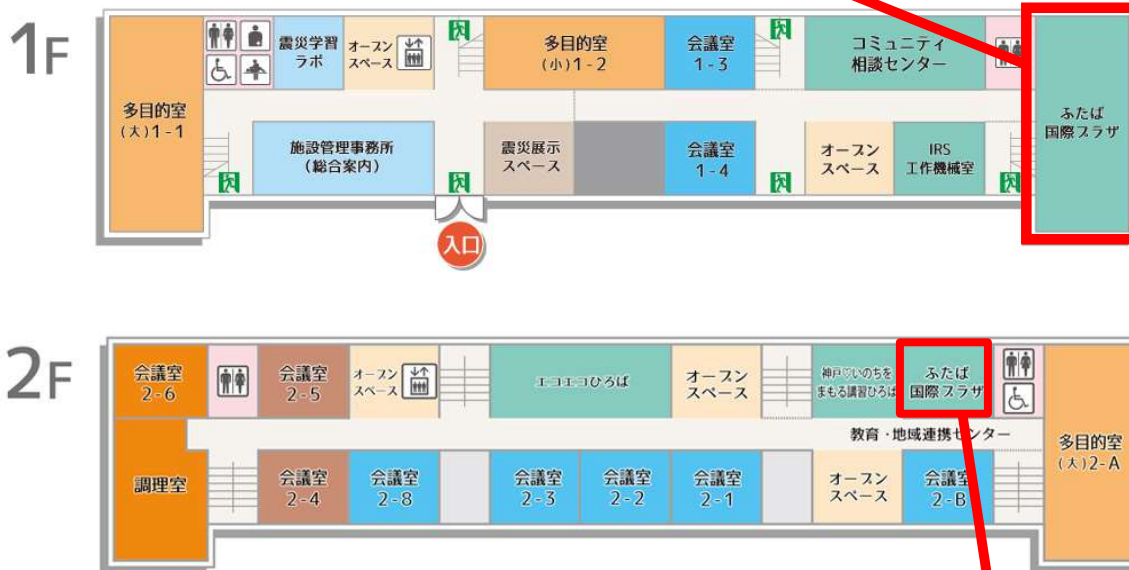 1F
震災学習
ラボ
オープン
スペース
多目的室
(小)1-2
会議室
1-3
コミュニティ
相談センター
多目的室
(大)1-1
ふたば
国際プラザ
施設管理事務所
(総合案内)
震災展示
スペース
会議室
1-4
オープン
スペース
IRS
工作機械室
入口
2F
会議室
2-6
会議室
2-5
オープン
スペース
エコエコひろば
オープン
スペース
神戸♡いのちを
まもる講習ひろば
ふたば
国際プラザ
教育・地域連携センター
多目的室
(大)2-A
調理室
会議室
2-4
会議室
2-8
会議室
2-3
会議室
2-2
会議室
2-1
オープン
スペース
会議室
2-B